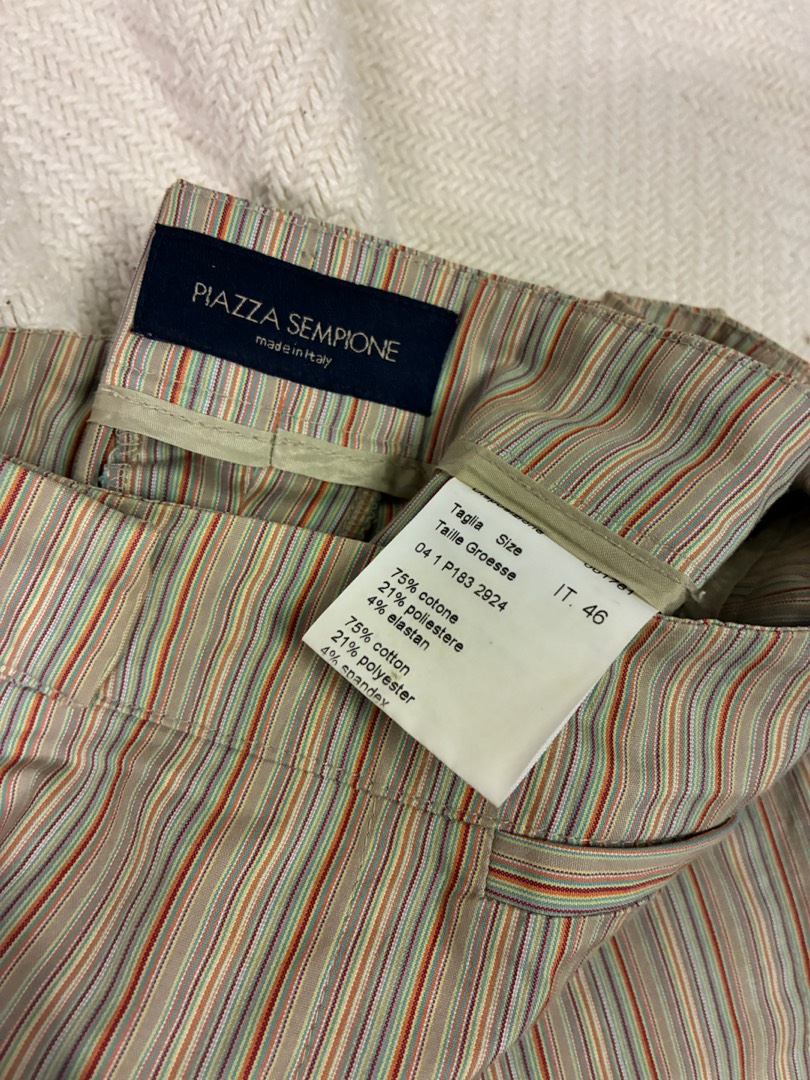 PIAZZA SEMPIONE
made in Italy
Taglia Size
Taille Groesse
IT. 46
04 1 P183 2924
75% cotone
21% poliestere
4% elastan
75% cotton
21% polyester
4% spandex